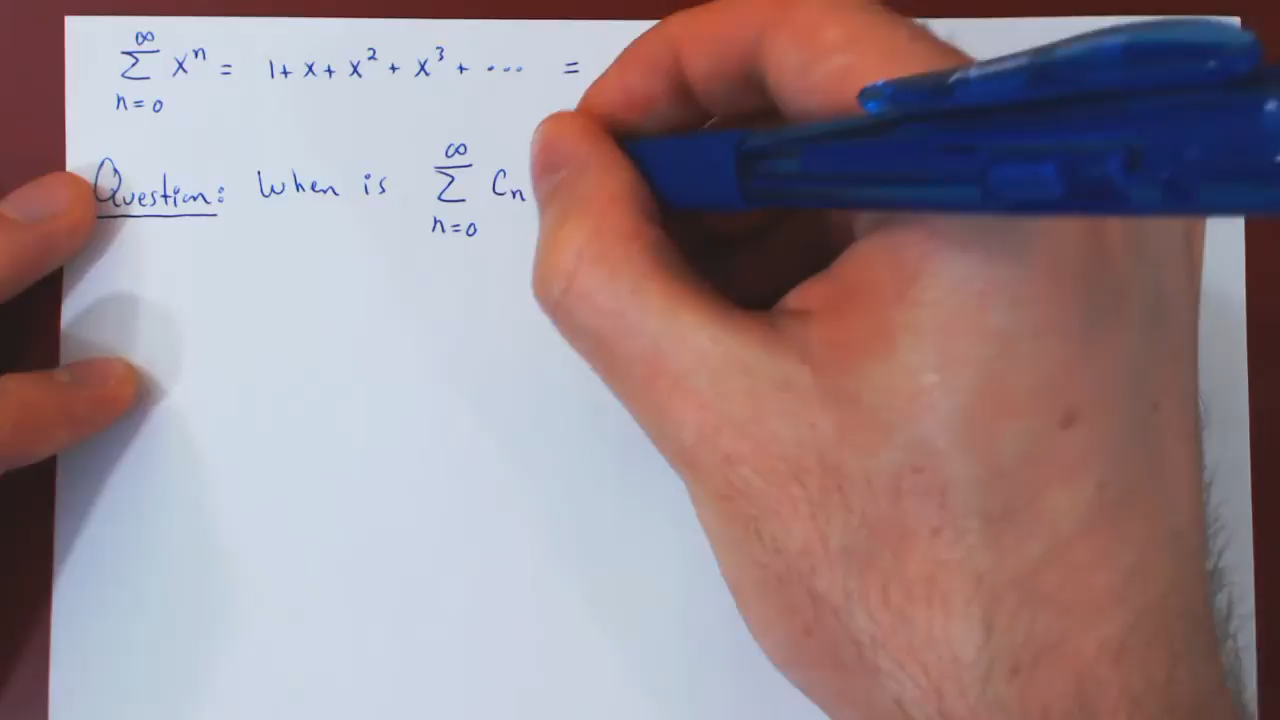 ∞
∑ xⁿ = 1 + x + x² + x³ + ··· =
n=0
∞
Question: When is ∑ Cₙ
n=0